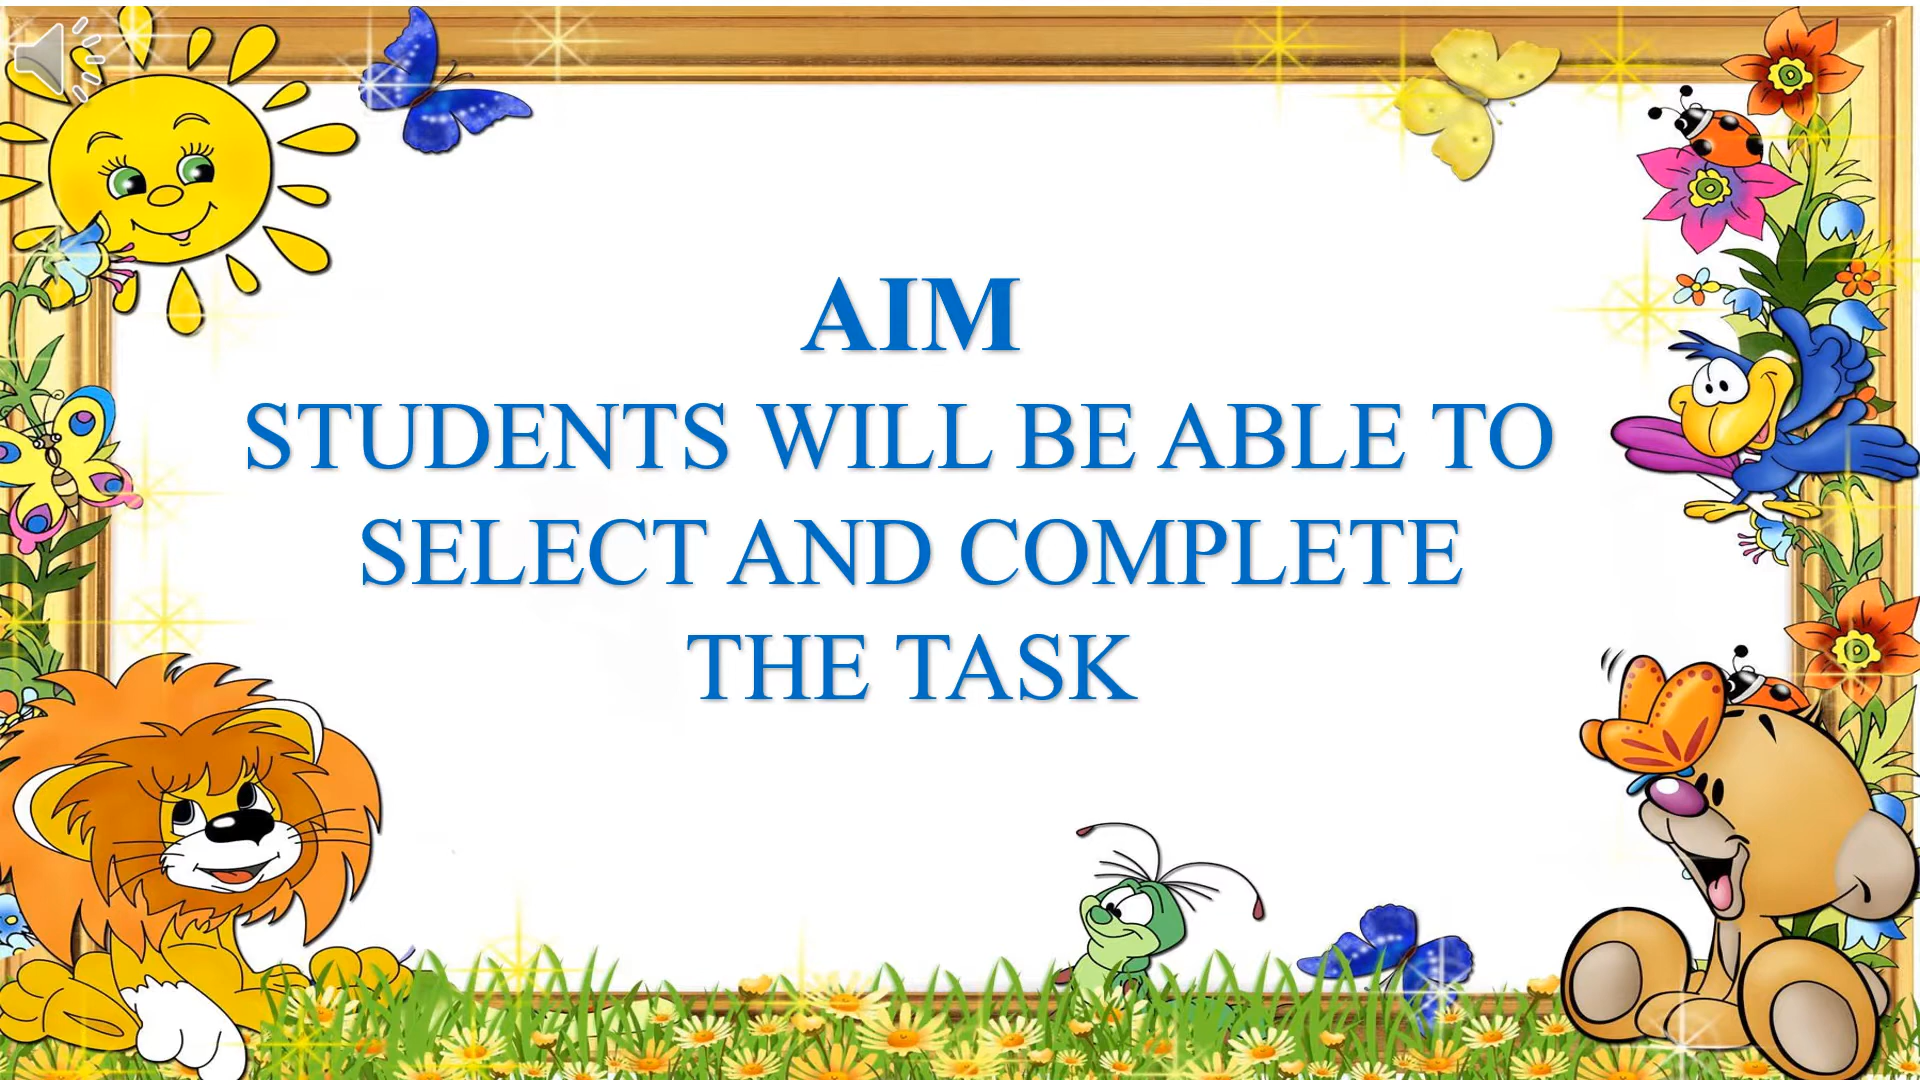 AIM
STUDENTS WILL BE ABLE TO
SELECT AND COMPLETE
THE TASK